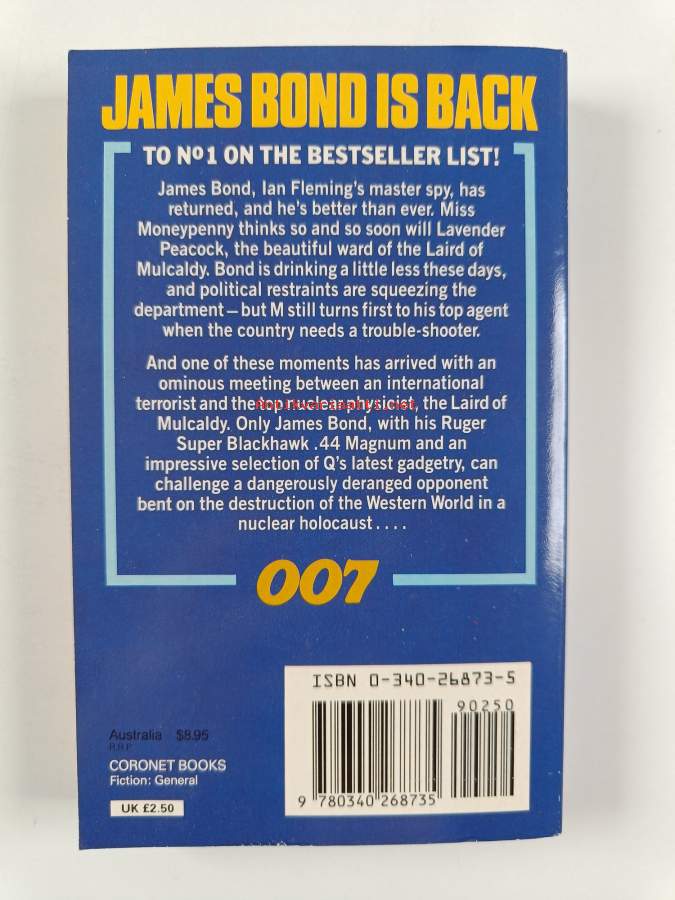 JAMES BOND IS BACK
TO Nº1 ON THE BESTSELLER LIST!
James Bond, Ian Fleming's master spy, has
returned, and he's better than ever. Miss
Moneypenny thinks so and so soon will Lavender
Peacock, the beautiful ward of the Laird of
Mulcaldy. Bond is drinking a little less these days,
and political restraints are squeezing the
department – but M still turns first to his top agent
when the country needs a trouble-shooter.
And one of these moments has arrived with an
ominous meeting between an international
terrorist and the nuclear physicist, the Laird of
Mulcaldy. Only James Bond, with his Ruger
Super Blackhawk .44 Magnum and an
impressive selection of Q's latest gadgetry, can
challenge a dangerously deranged opponent
bent on the destruction of the Western World in a
nuclear holocaust . . . .
007
ISBN 0-340-26873-5
90250
9 780340 268735
Australia $8.95
R.R.P
CORONET BOOKS
Fiction: General
UK £2.50